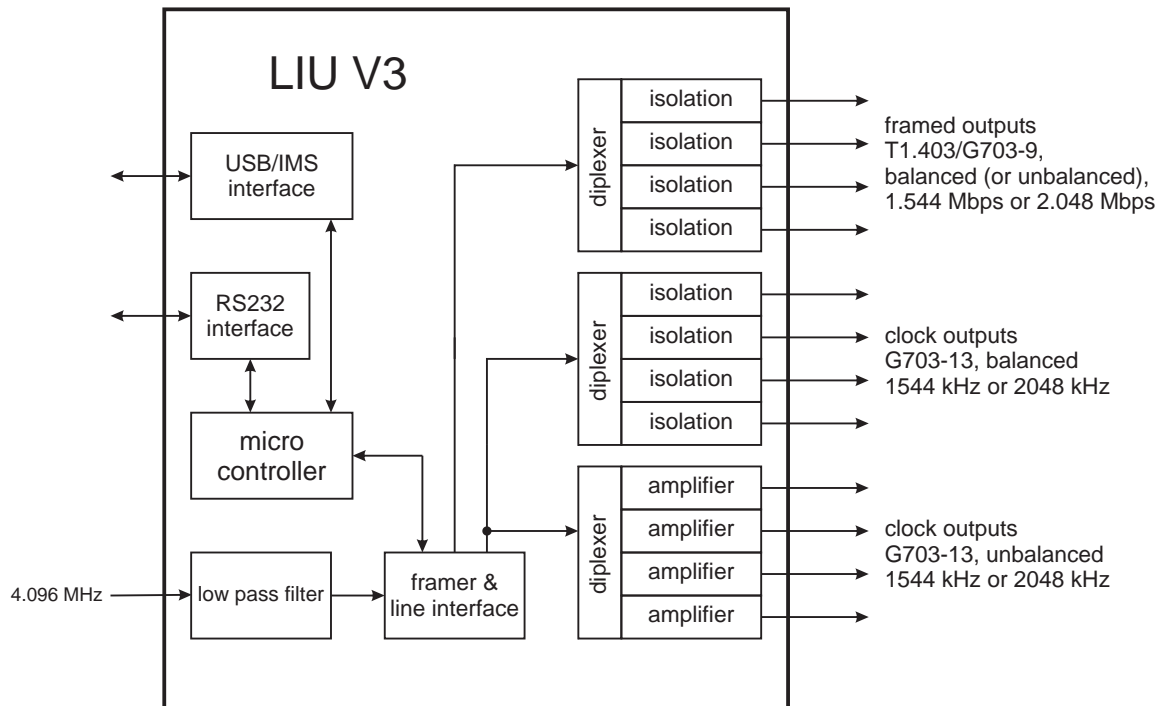 LIU V3
USB/IMS
interface
RS232
interface
micro
controller
4.096 MHz
low pass filter
framer &
line interface
diplexer
isolation
isolation
isolation
isolation
framed outputs
T1.403/G703-9,
balanced (or unbalanced),
1.544 Mbps or 2.048 Mbps
diplexer
isolation
isolation
isolation
isolation
clock outputs
G703-13, balanced
1544 kHz or 2048 kHz
diplexer
amplifier
amplifier
amplifier
amplifier
clock outputs
G703-13, unbalanced
1544 kHz or 2048 kHz